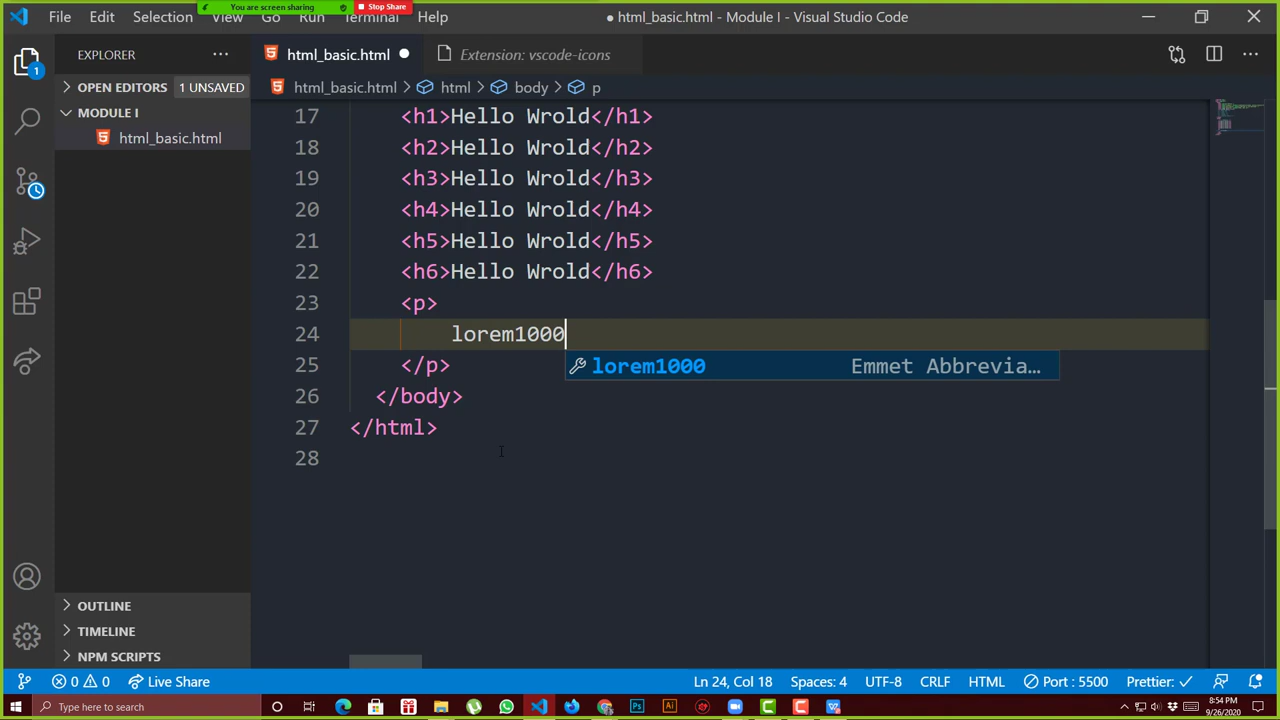 File Edit Selection View Go Run Terminal Help
You are screen sharing Stop Share
● html_basic.html - Module I - Visual Studio Code
EXPLORER
html_basic.html
Extension: vscode-icons
OPEN EDITORS 1 UNSAVED
html_basic.html > html > body > p
MODULE I
html_basic.html
17 <h1>Hello Wrold</h1>
18 <h2>Hello Wrold</h2>
19 <h3>Hello Wrold</h3>
20 <h4>Hello Wrold</h4>
21 <h5>Hello Wrold</h5>
22 <h6>Hello Wrold</h6>
23 <p>
24 lorem1000
lorem1000 Emmet Abbrevia…
25 </p>
26 </body>
27 </html>
28
OUTLINE
TIMELINE
NPM SCRIPTS
0 0 Live Share Ln 24, Col 18 Spaces: 4 UTF-8 CRLF HTML Port : 5500 Prettier: ✓
Type here to search
8:54 PM
9/26/2020